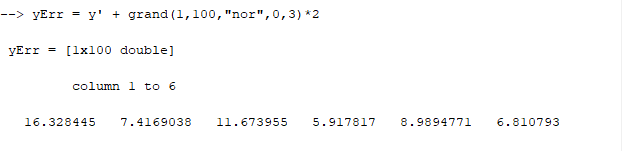 --> yErr = y' + grand(1,100,"nor",0,3)*2
yErr = [1x100 double]
column 1 to 6
16.328445 7.4169038 11.673955 5.917817 8.9894771 6.810793